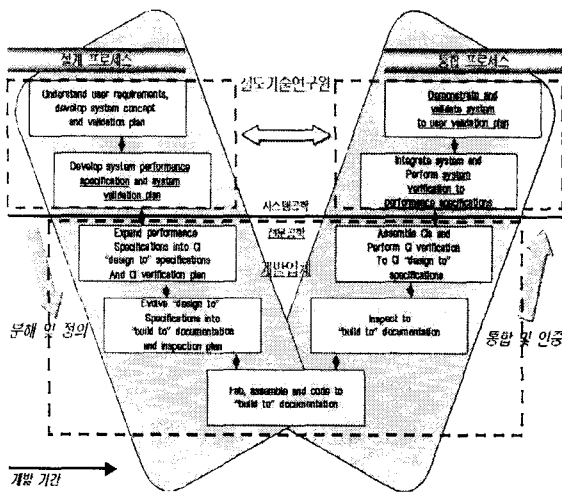 설계 프로세스
통합 프로세스
Understand user requirements,
develop system concept
and validation plan
철도기술연구원
Demonstrate and
validate system
to user validation plan
Develop system performance
specification and system
validation plan
Integrate system and
Perform system
verification to
performance specifications
시스템공학
Expand performance
Specifications into CI
"design to" specifications
And CI verification plan
전문공학
개발업체
Assemble CIs and
Perform CI verification
To CI "design to"
specifications
분해 및 정의
Evolve "design to"
Specifications into
"build to" documentation
and inspection plan
Inspect to
"build to" documentation
통합 및 인증
Fab, assemble and code to
"build to" documentation
개발 기간